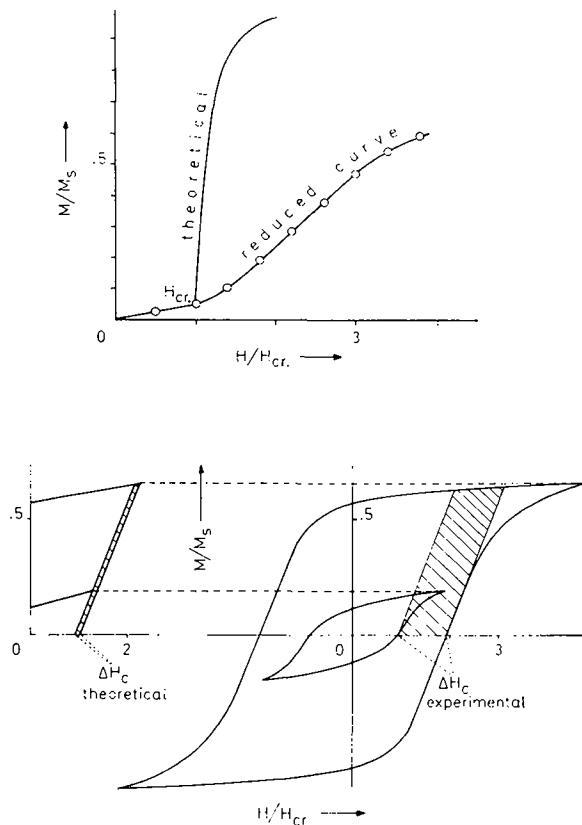 M/Ms
.5
theoretical
reduced curve
Hcr.
0
3
H/Hcr.
M/Ms
.5
.5
2
0
3
ΔHc
theoretical
ΔHc
experimental
H/Hcr